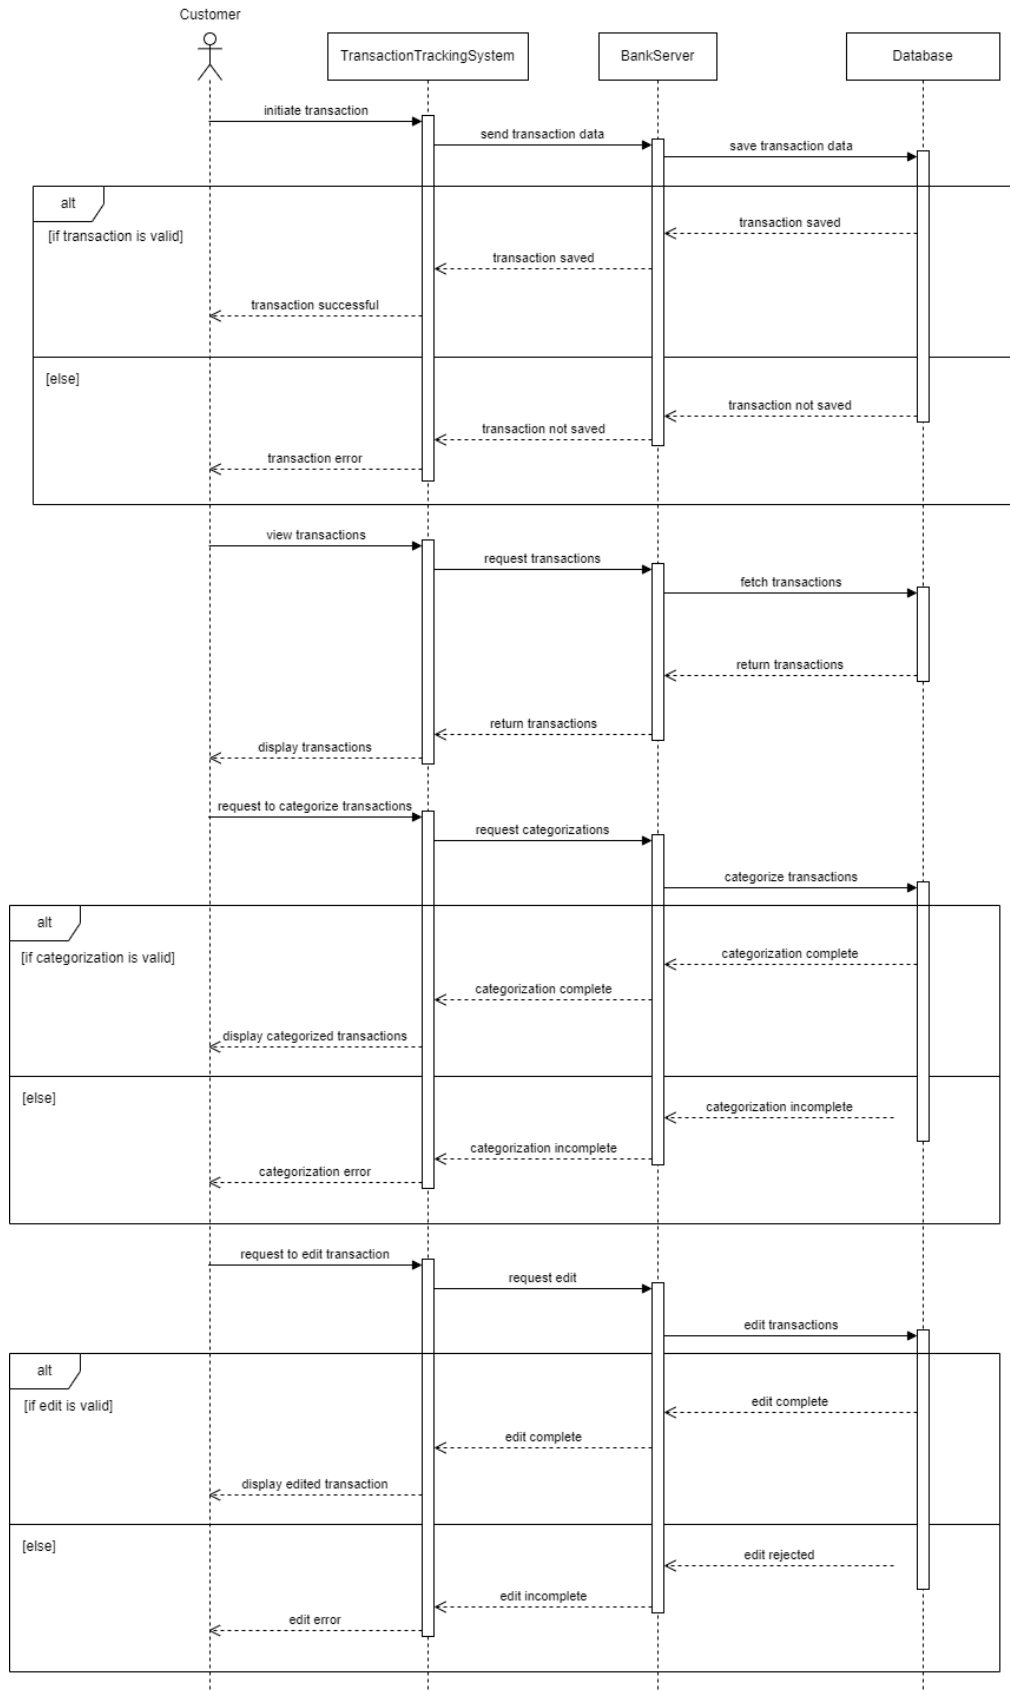 Customer
TransactionTrackingSystem
BankServer
Database
initiate transaction
send transaction data
save transaction data
alt
[if transaction is valid]
transaction saved
transaction saved
transaction successful
[else]
transaction not saved
transaction not saved
transaction error
view transactions
request transactions
fetch transactions
return transactions
return transactions
display transactions
request to categorize transactions
request categorizations
categorize transactions
alt
[if categorization is valid]
categorization complete
categorization complete
display categorized transactions
[else]
categorization incomplete
categorization incomplete
categorization error
request to edit transaction
request edit
edit transactions
alt
[if edit is valid]
edit complete
edit complete
display edited transaction
[else]
edit rejected
edit incomplete
edit error